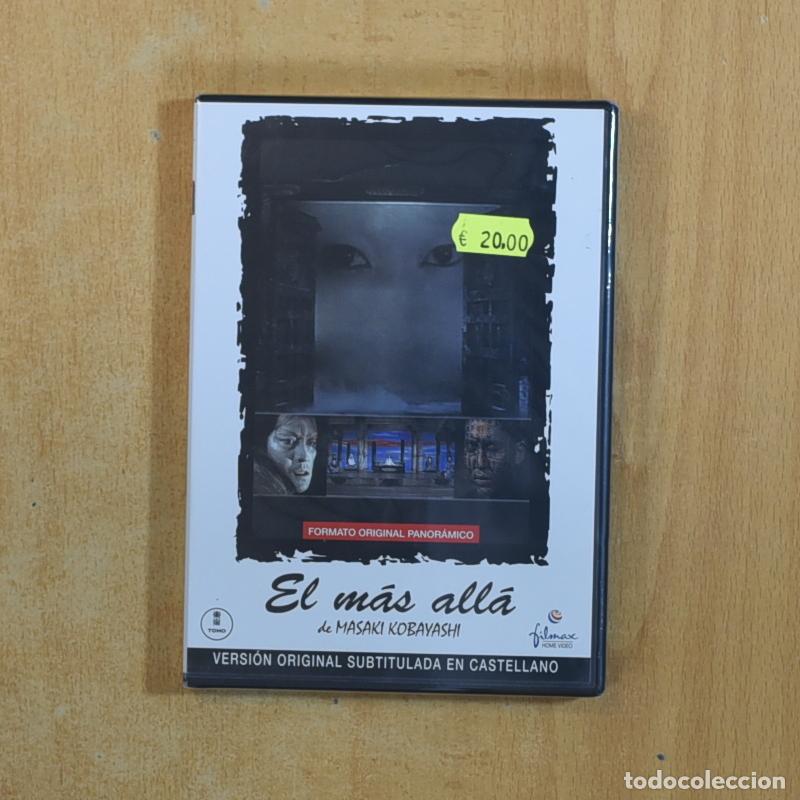 € 20.00
FORMATO ORIGINAL PANORÁMICO
El más allá
de MASAKI KOBAYASHI
TOHO
filmax
HOME VIDEO
VERSIÓN ORIGINAL SUBTITULADA EN CASTELLANO
todocoleccion